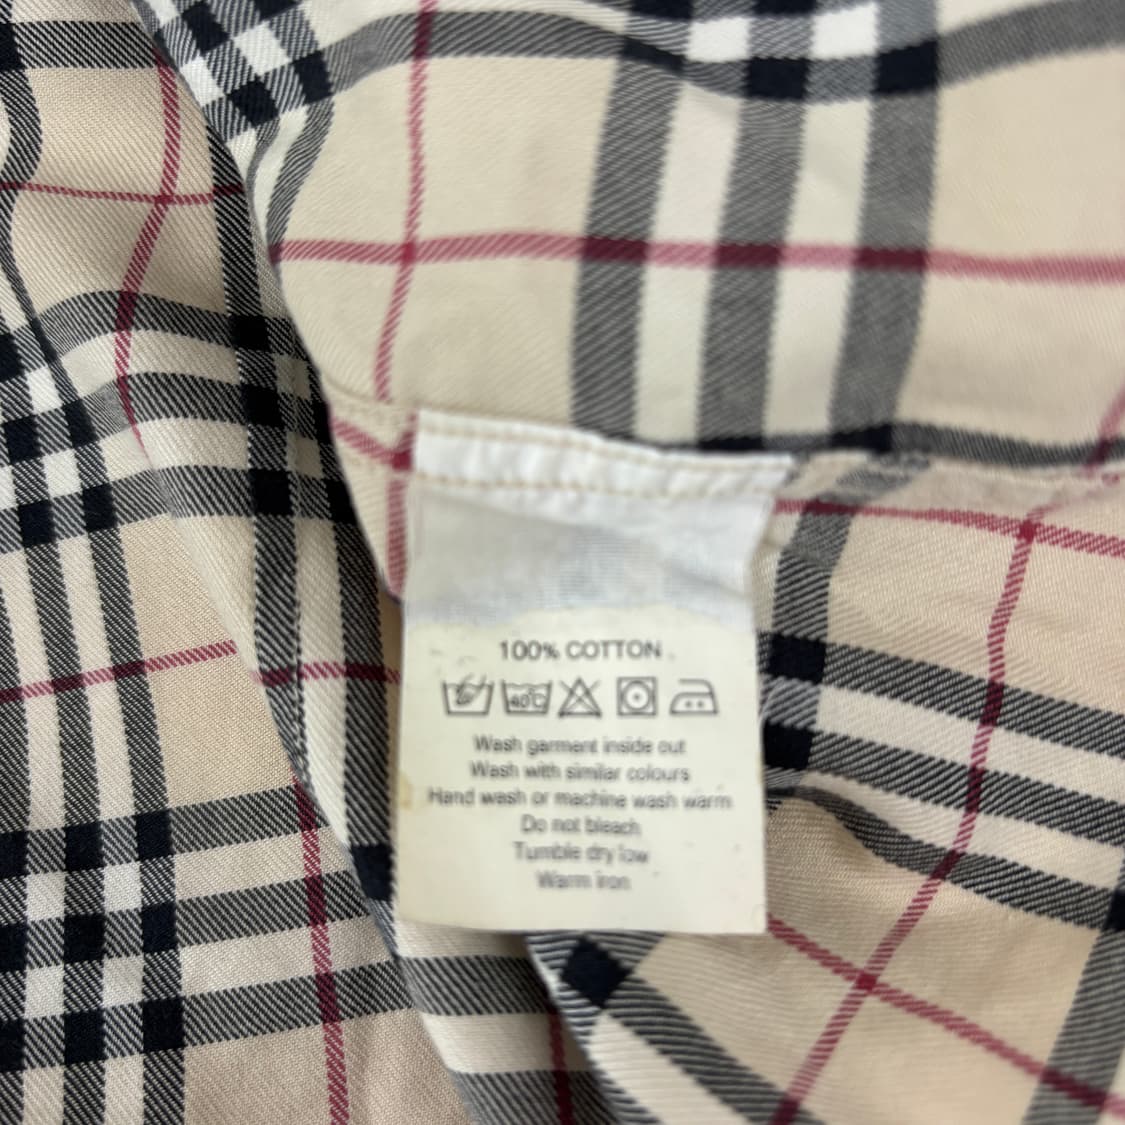 100% COTTON
40°C
Wash garment inside out
Wash with similar colours
Hand wash or machine wash warm
Do not bleach
Tumble dry low
Warm iron